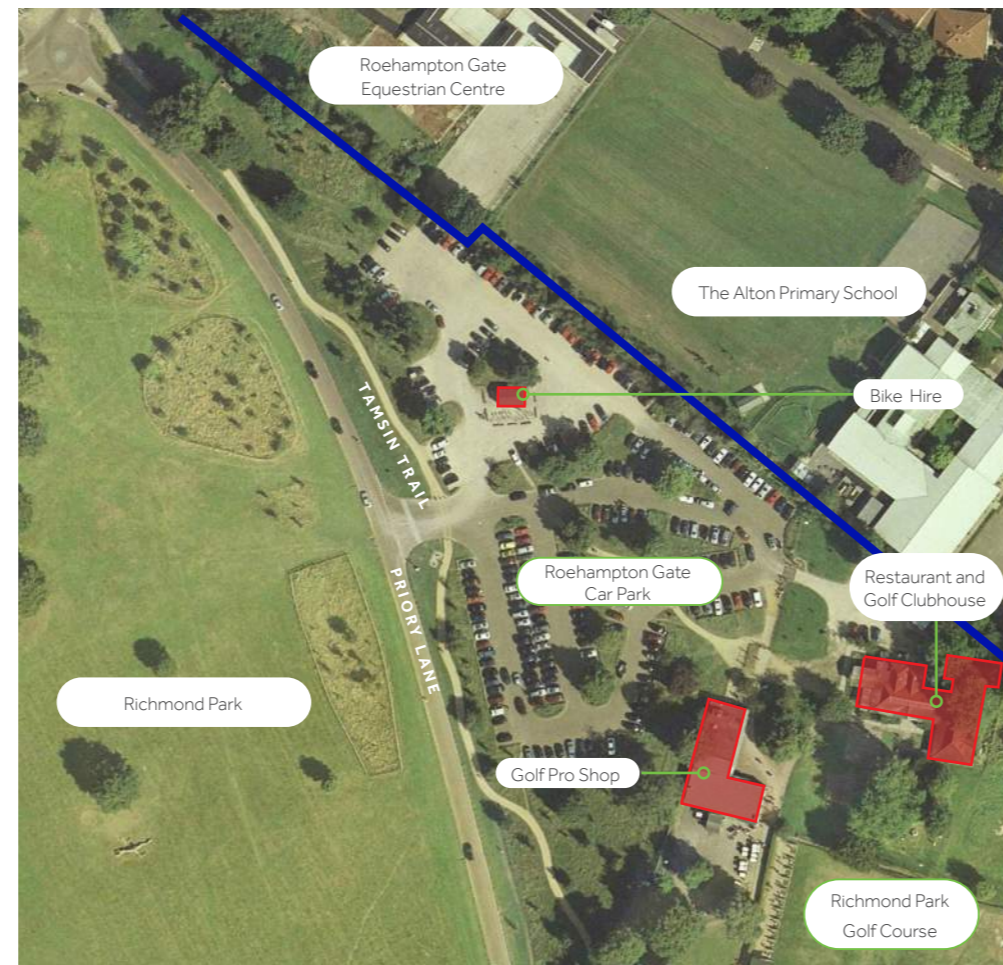 Roehampton Gate
Equestrian Centre
The Alton Primary School
Bike Hire
TAMSIN TRAIL
Roehampton Gate
Car Park
Restaurant and
Golf Clubhouse
PRIORY LANE
Richmond Park
Golf Pro Shop
Richmond Park
Golf Course